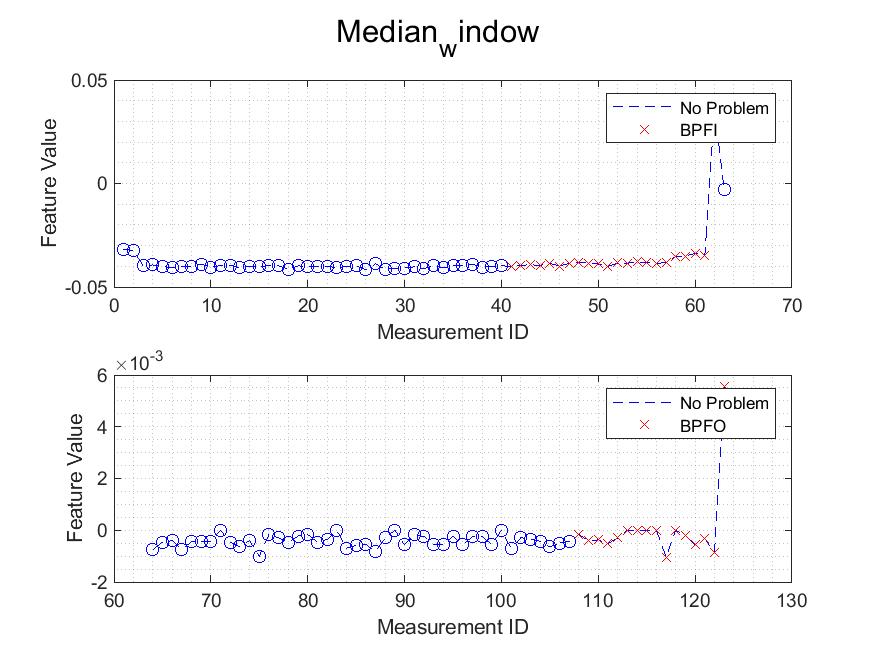 Median_window
0.05
0
-0.05
Feature Value
No Problem
BPFI
0 10 20 30 40 50 60 70
Measurement ID
×10^-3
6
4
2
0
-2
Feature Value
No Problem
BPFO
60 70 80 90 100 110 120 130
Measurement ID